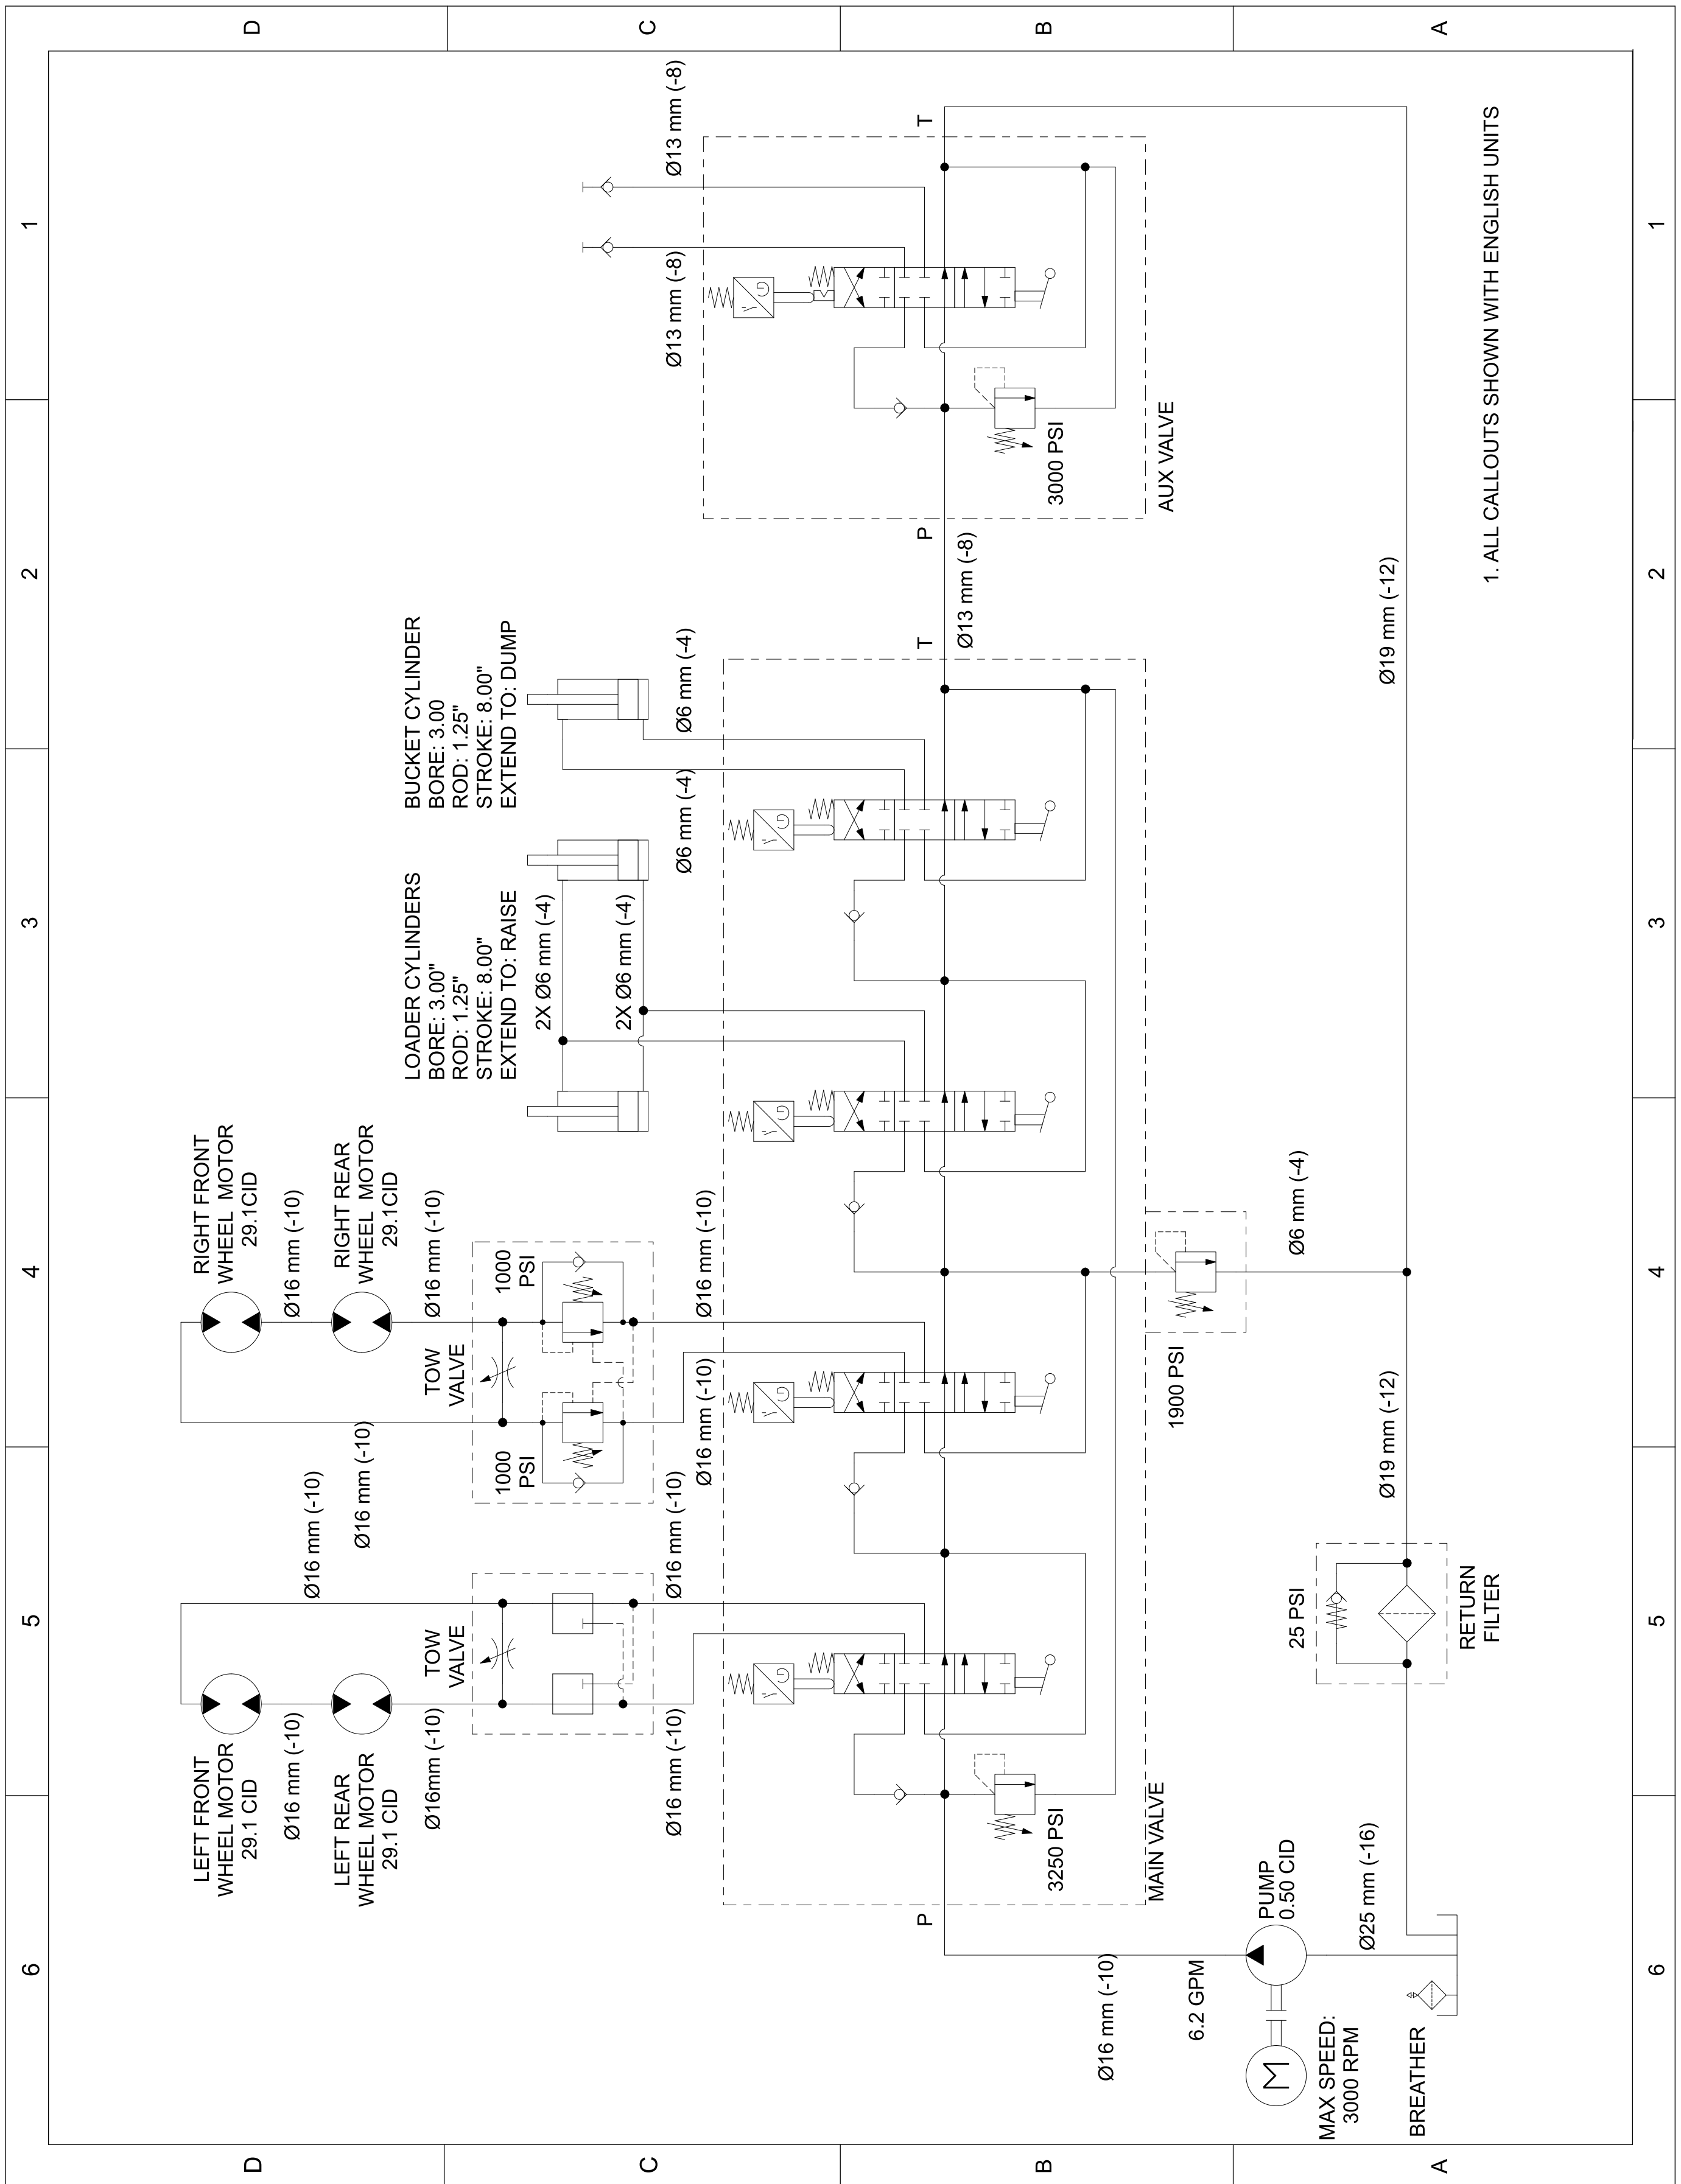 D
C
B
A
1
2
3
4
5
6
LEFT FRONT
WHEEL MOTOR
29.1 CID
Ø16 mm (-10)
LEFT REAR
WHEEL MOTOR
29.1 CID
Ø16mm (-10)
Ø16 mm (-10)
TOW
VALVE
Ø16 mm (-10)
Ø16 mm (-10)
RIGHT FRONT
WHEEL MOTOR
29.1CID
Ø16 mm (-10)
RIGHT REAR
WHEEL MOTOR
29.1CID
Ø16 mm (-10)
Ø16 mm (-10)
TOW
VALVE
1000
PSI
1000
PSI
Ø16 mm (-10)
Ø16 mm (-10)
LOADER CYLINDERS
BORE: 3.00"
ROD: 1.25"
STROKE: 8.00"
EXTEND TO: RAISE
2X Ø6 mm (-4)
2X Ø6 mm (-4)
BUCKET CYLINDER
BORE: 3.00
ROD: 1.25"
STROKE: 8.00"
EXTEND TO: DUMP
Ø6 mm (-4)
Ø6 mm (-4)
Ø13 mm (-8)
Ø13 mm (-8)
Ø13 mm (-8)
P
T
P
T
Ø13 mm (-8)
3250 PSI
MAIN VALVE
3000 PSI
AUX VALVE
1900 PSI
Ø6 mm (-4)
Ø16 mm (-10)
6.2 GPM
PUMP
0.50 CID
M
MAX SPEED:
3000 RPM
Ø25 mm (-16)
BREATHER
25 PSI
RETURN
FILTER
Ø19 mm (-12)
Ø19 mm (-12)
1. ALL CALLOUTS SHOWN WITH ENGLISH UNITS
D
C
B
A
1
2
3
4
5
6